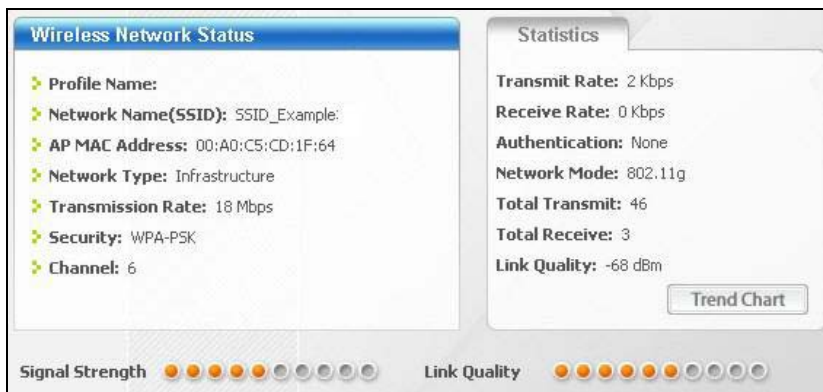 Wireless Network Status
Profile Name:
Network Name(SSID): SSID_Example:
AP MAC Address: 00:A0:C5:CD:1F:64
Network Type: Infrastructure
Transmission Rate: 18 Mbps
Security: WPA-PSK
Channel: 6
Statistics
Transmit Rate: 2 Kbps
Receive Rate: 0 Kbps
Authentication: None
Network Mode: 802.11g
Total Transmit: 46
Total Receive: 3
Link Quality: -68 dBm
Trend Chart
Signal Strength
Link Quality